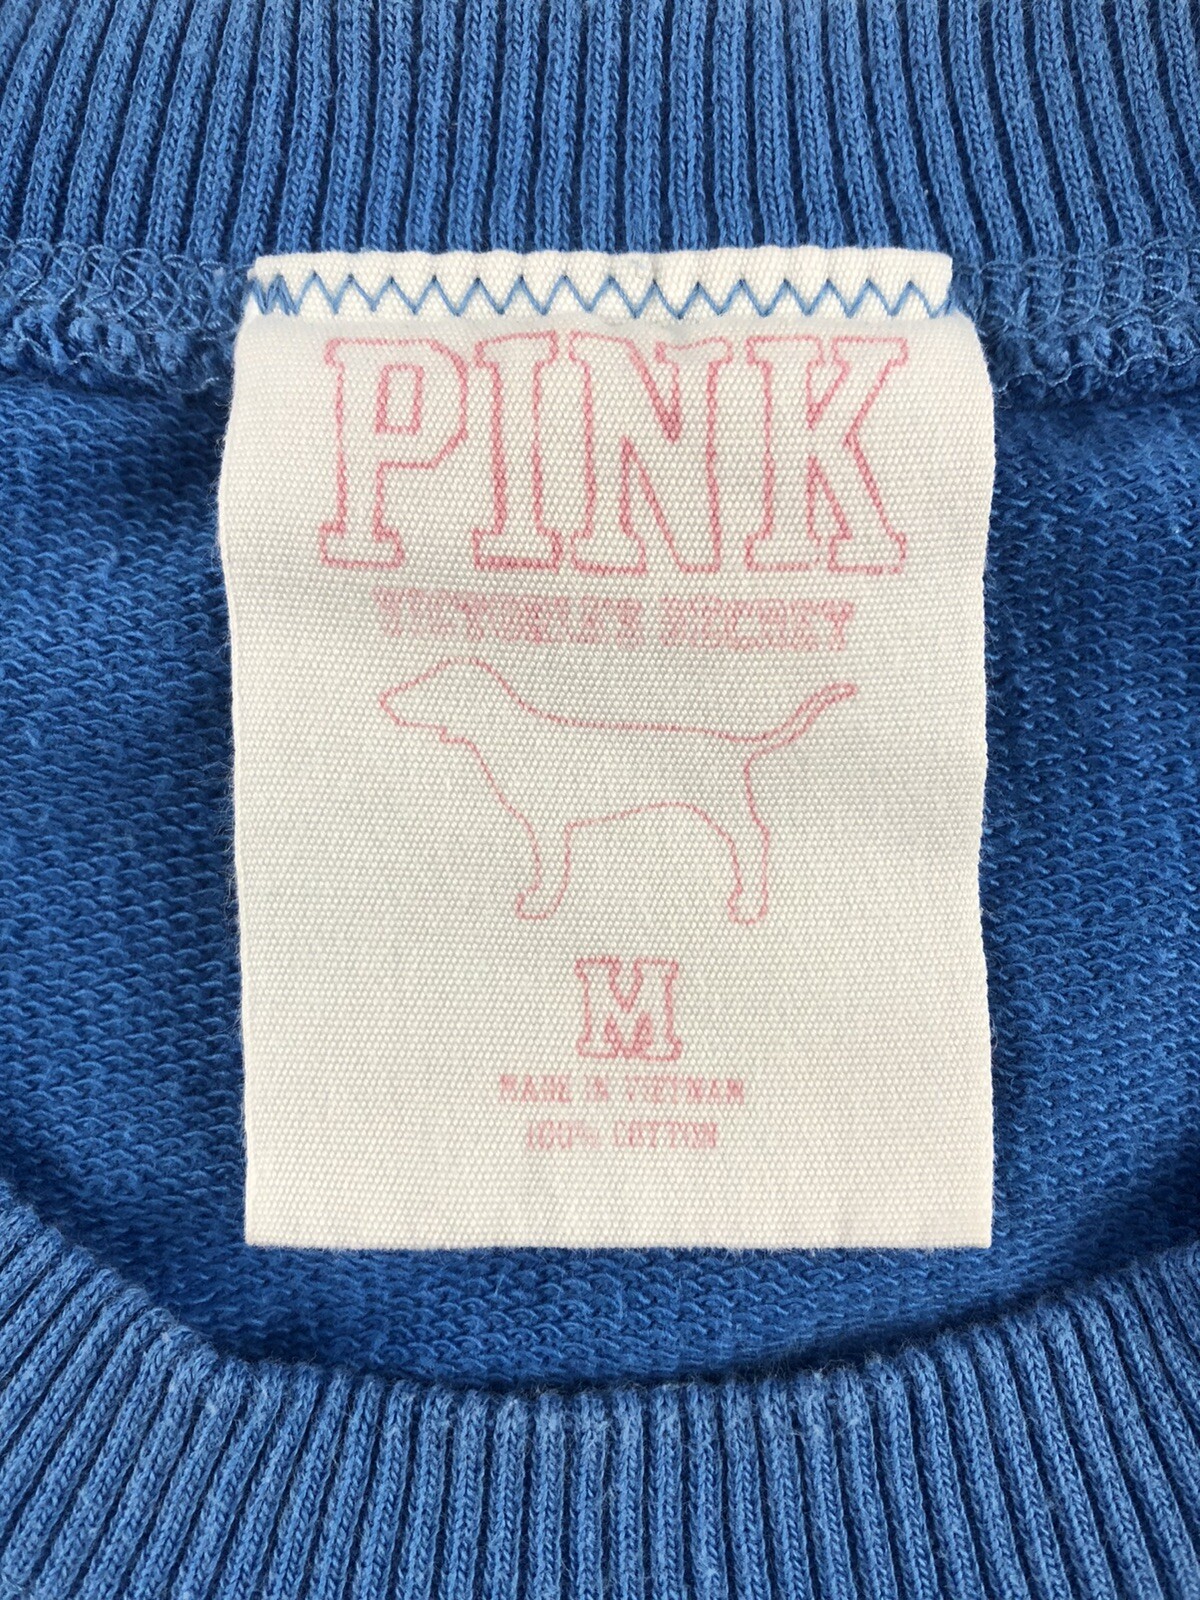 PINK
VICTORIA'S SECRET
M
MADE IN VIETNAM
100% COTTON